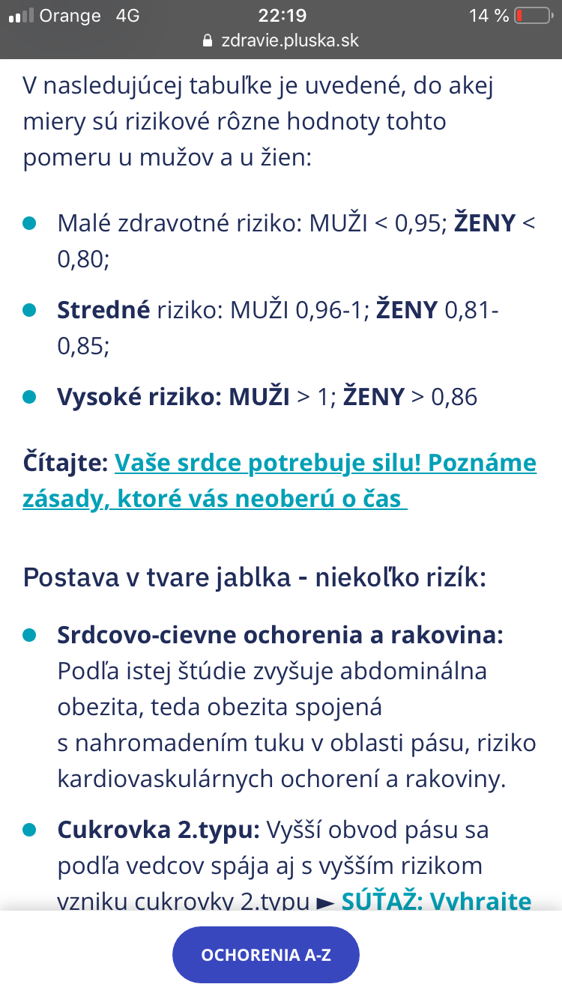 Orange 4G 22:19 14 %
zdravie.pluska.sk
V nasledujúcej tabuľke je uvedené, do akej
miery sú rizikové rôzne hodnoty tohto
pomeru u mužov a u žien:
Malé zdravotné riziko: MUŽI < 0,95; ŽENY <
0,80;
Stredné riziko: MUŽI 0,96-1; ŽENY 0,81-
0,85;
Vysoké riziko: MUŽI > 1; ŽENY > 0,86
Čítajte: Vaše srdce potrebuje silu! Poznáme
zásady, ktoré vás neoberú o čas
Postava v tvare jablka - niekoľko rizík:
Srdcovo-cievne ochorenia a rakovina:
Podľa istej štúdie zvyšuje abdominálna
obezita, teda obezita spojená
s nahromadením tuku v oblasti pásu, riziko
kardiovaskulárnych ochorení a rakoviny.
Cukrovka 2.typu: Vyšší obvod pásu sa
podľa vedcov spája aj s vyšším rizikom
vzniku cukrovky 2.typu ► SÚŤAŽ: Vyhrajte
OCHORENIA A-Z